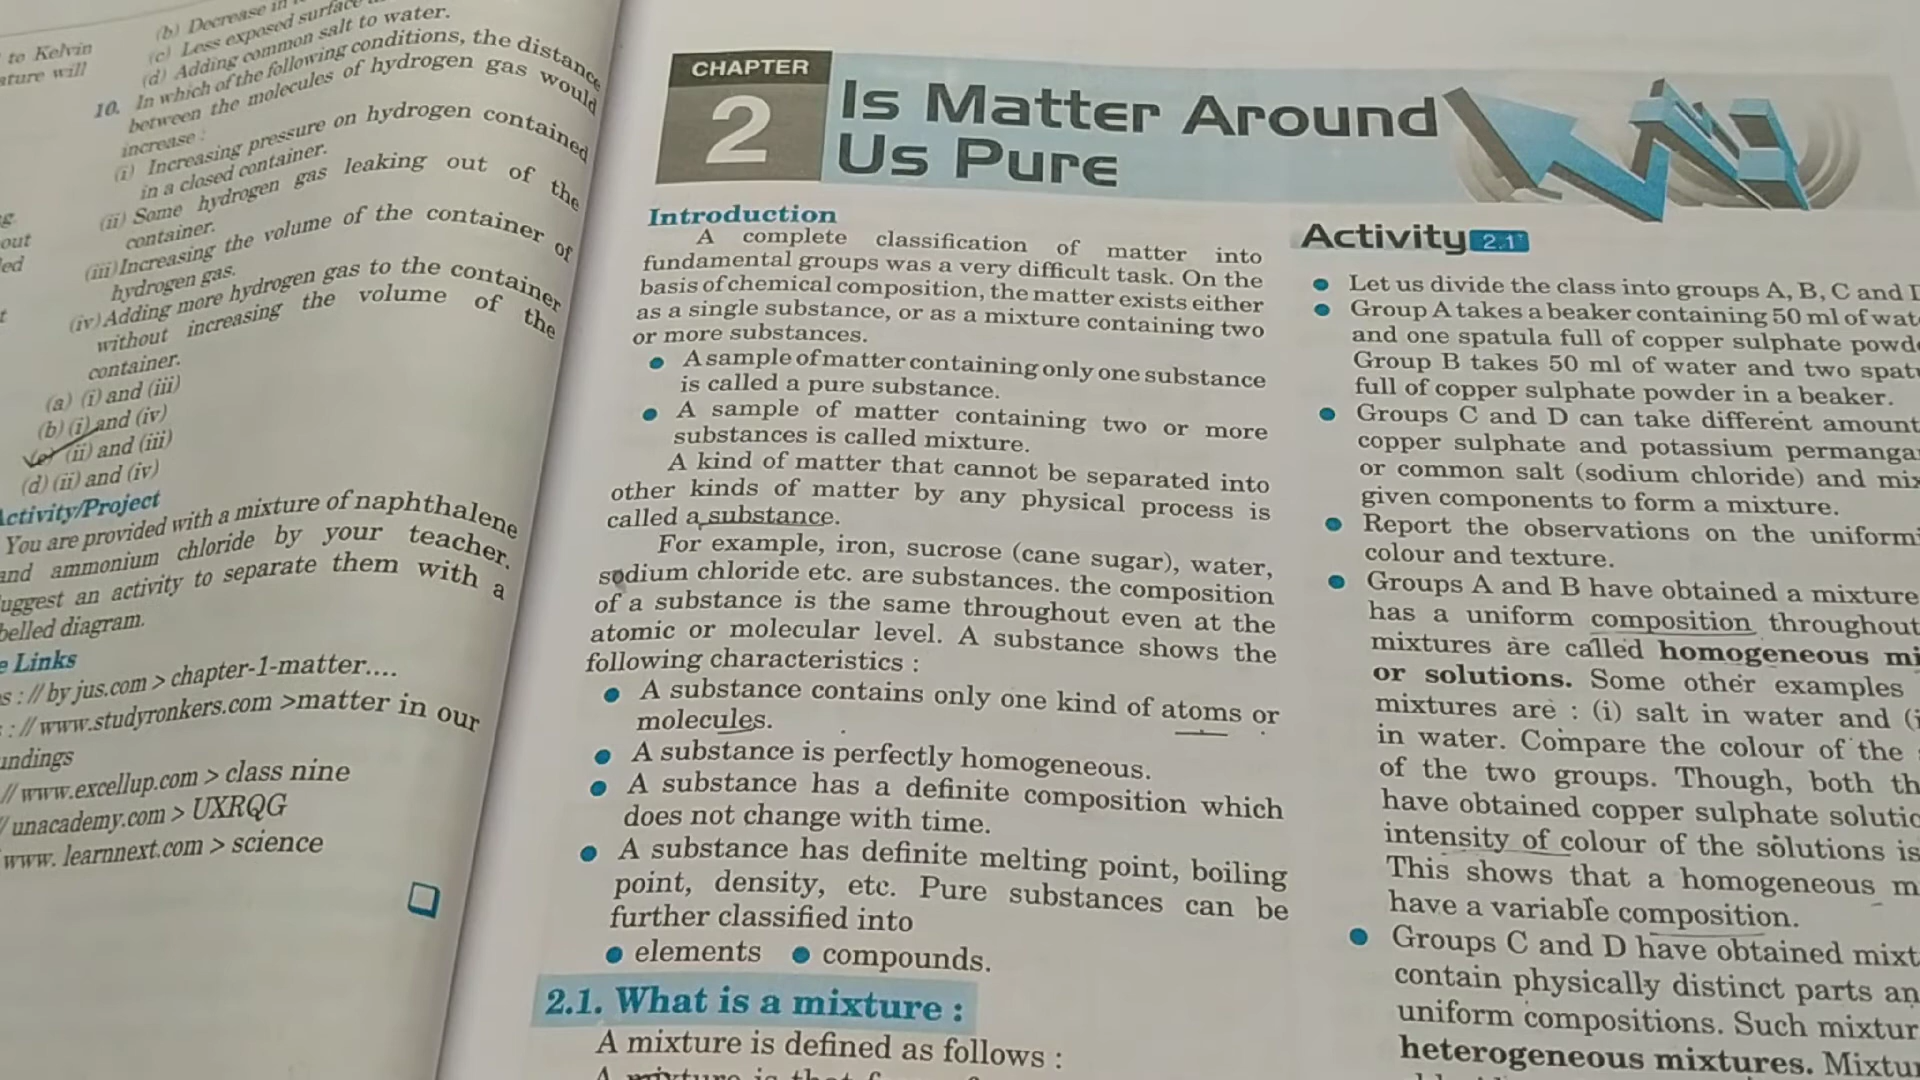 to Kelvin
ature will
out
(b) Decrease in
(c) Less exposed surface
(d) Adding common salt to water.
10. In which of the following conditions, the distance
between the molecules of hydrogen gas would
increase :
(i) Increasing pressure on hydrogen contained
in a closed container.
(ii) Some hydrogen gas leaking out of the
container.
(iii) Increasing the volume of the container of
hydrogen gas.
(iv) Adding more hydrogen gas to the container
without increasing the volume of the
container.
(a) (i) and (iii)
(b) (i) and (iv)
(c) (ii) and (iii)
(d) (ii) and (iv)
Activity/Project
You are provided with a mixture of naphthalene
and ammonium chloride by your teacher.
uggest an activity to separate them with a
belled diagram.
e Links
s : // by jus.com > chapter-1-matter....
s : // www.studyronkers.com >matter in our
undings
// www.excellup.com > class nine
/ unacademy.com > UXRQG
www. learnnext.com > science
CHAPTER
2
Is Matter Around
Us Pure
Introduction
A complete classification of matter into
fundamental groups was a very difficult task. On the
basis of chemical composition, the matter exists either
as a single substance, or as a mixture containing two
or more substances.
● A sample of matter containing only one substance
is called a pure substance.
● A sample of matter containing two or more
substances is called mixture.
A kind of matter that cannot be separated into
other kinds of matter by any physical process is
called a substance.
For example, iron, sucrose (cane sugar), water,
sodium chloride etc. are substances. the composition
of a substance is the same throughout even at the
atomic or molecular level. A substance shows the
following characteristics :
● A substance contains only one kind of atoms or
molecules.
● A substance is perfectly homogeneous.
● A substance has a definite composition which
does not change with time.
● A substance has definite melting point, boiling
point, density, etc. Pure substances can be
further classified into
● elements ● compounds.
2.1. What is a mixture :
A mixture is defined as follows :
Activity 2.1
● Let us divide the class into groups A, B, C and D
● Group A takes a beaker containing 50 ml of wat
and one spatula full of copper sulphate powd
Group B takes 50 ml of water and two spat
full of copper sulphate powder in a beaker.
● Groups C and D can take different amount
copper sulphate and potassium permanga
or common salt (sodium chloride) and mix
given components to form a mixture.
● Report the observations on the uniformi
colour and texture.
● Groups A and B have obtained a mixture
has a uniform composition throughout
mixtures are called homogeneous mi
or solutions. Some other examples
mixtures are : (i) salt in water and (i
in water. Compare the colour of the
of the two groups. Though, both th
have obtained copper sulphate solutio
intensity of colour of the solutions is
This shows that a homogeneous m
have a variable composition.
● Groups C and D have obtained mixt
contain physically distinct parts an
uniform compositions. Such mixtur
heterogeneous mixtures. Mixtu